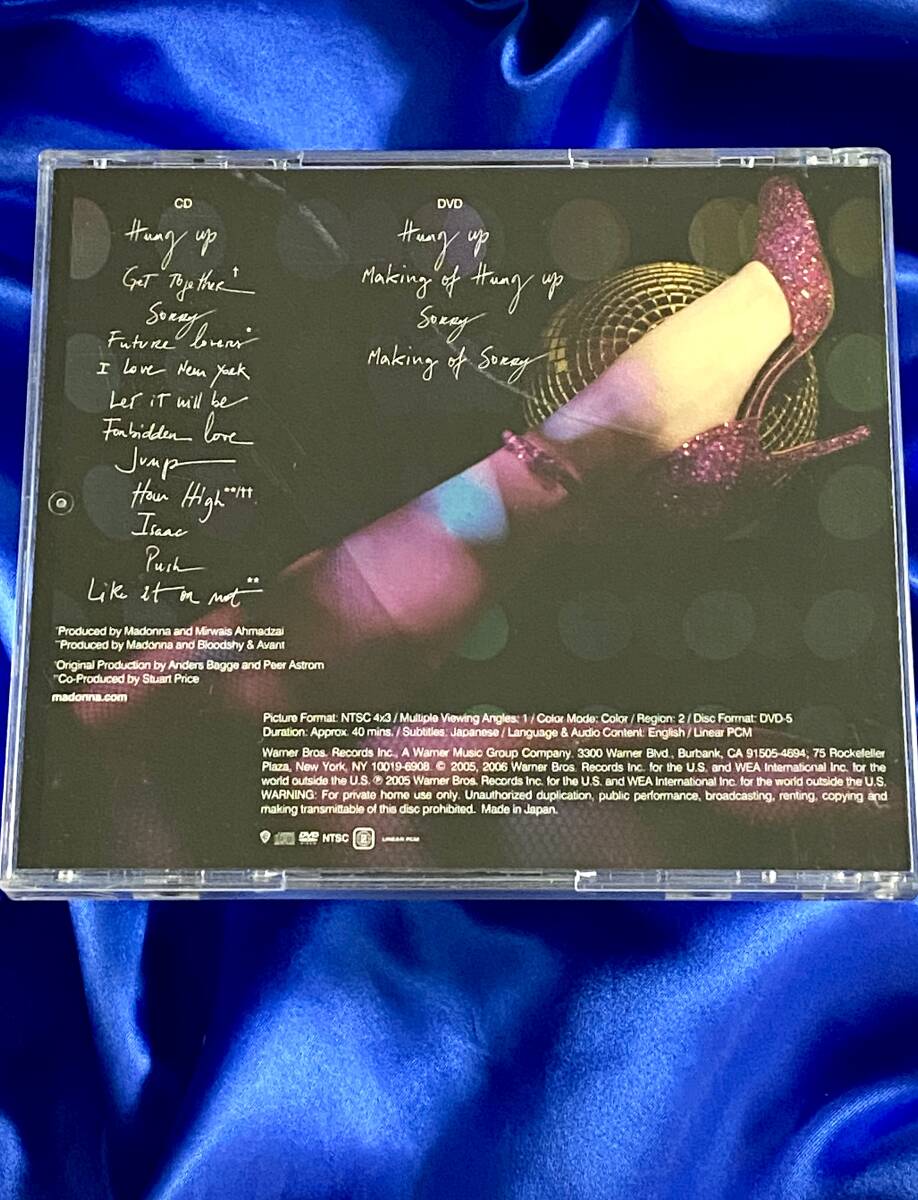 CD
Hung up
Get Together†
Sorry
Future lovers*
I Love New York
Let it will be
Forbidden love
Jump
How High**/††
Isaac
Push
Like it or not**
DVD
Hung up
Making of Hung up
Sorry
Making of Sorry
*Produced by Madonna and Mirwais Ahmadzai
**Produced by Madonna and Bloodshy & Avant
†Original Production by Anders Bagge and Peer Astrom
††Co-Produced by Stuart Price
madonna.com
Picture Format: NTSC 4x3 / Multiple Viewing Angles: 1 / Color Mode: Color / Region: 2 / Disc Format: DVD-5
Duration: Approx. 40 mins. / Subtitles: Japanese / Language & Audio Content: English / Linear PCM
Warner Bros. Records Inc., A Warner Music Group Company. 3300 Warner Blvd., Burbank, CA 91505-4694; 75 Rockefeller
Plaza, New York, NY 10019-6908. © 2005, 2006 Warner Bros. Records Inc. for the U.S. and WEA International Inc. for the
world outside the U.S. ℗ 2005 Warner Bros. Records Inc. for the U.S. and WEA International Inc. for the world outside the U.S.
WARNING: For private home use only. Unauthorized duplication, public performance, broadcasting, renting, copying and
making transmittable of this disc prohibited. Made in Japan.
DVD VIDEO NTSC 2 LINEAR PCM